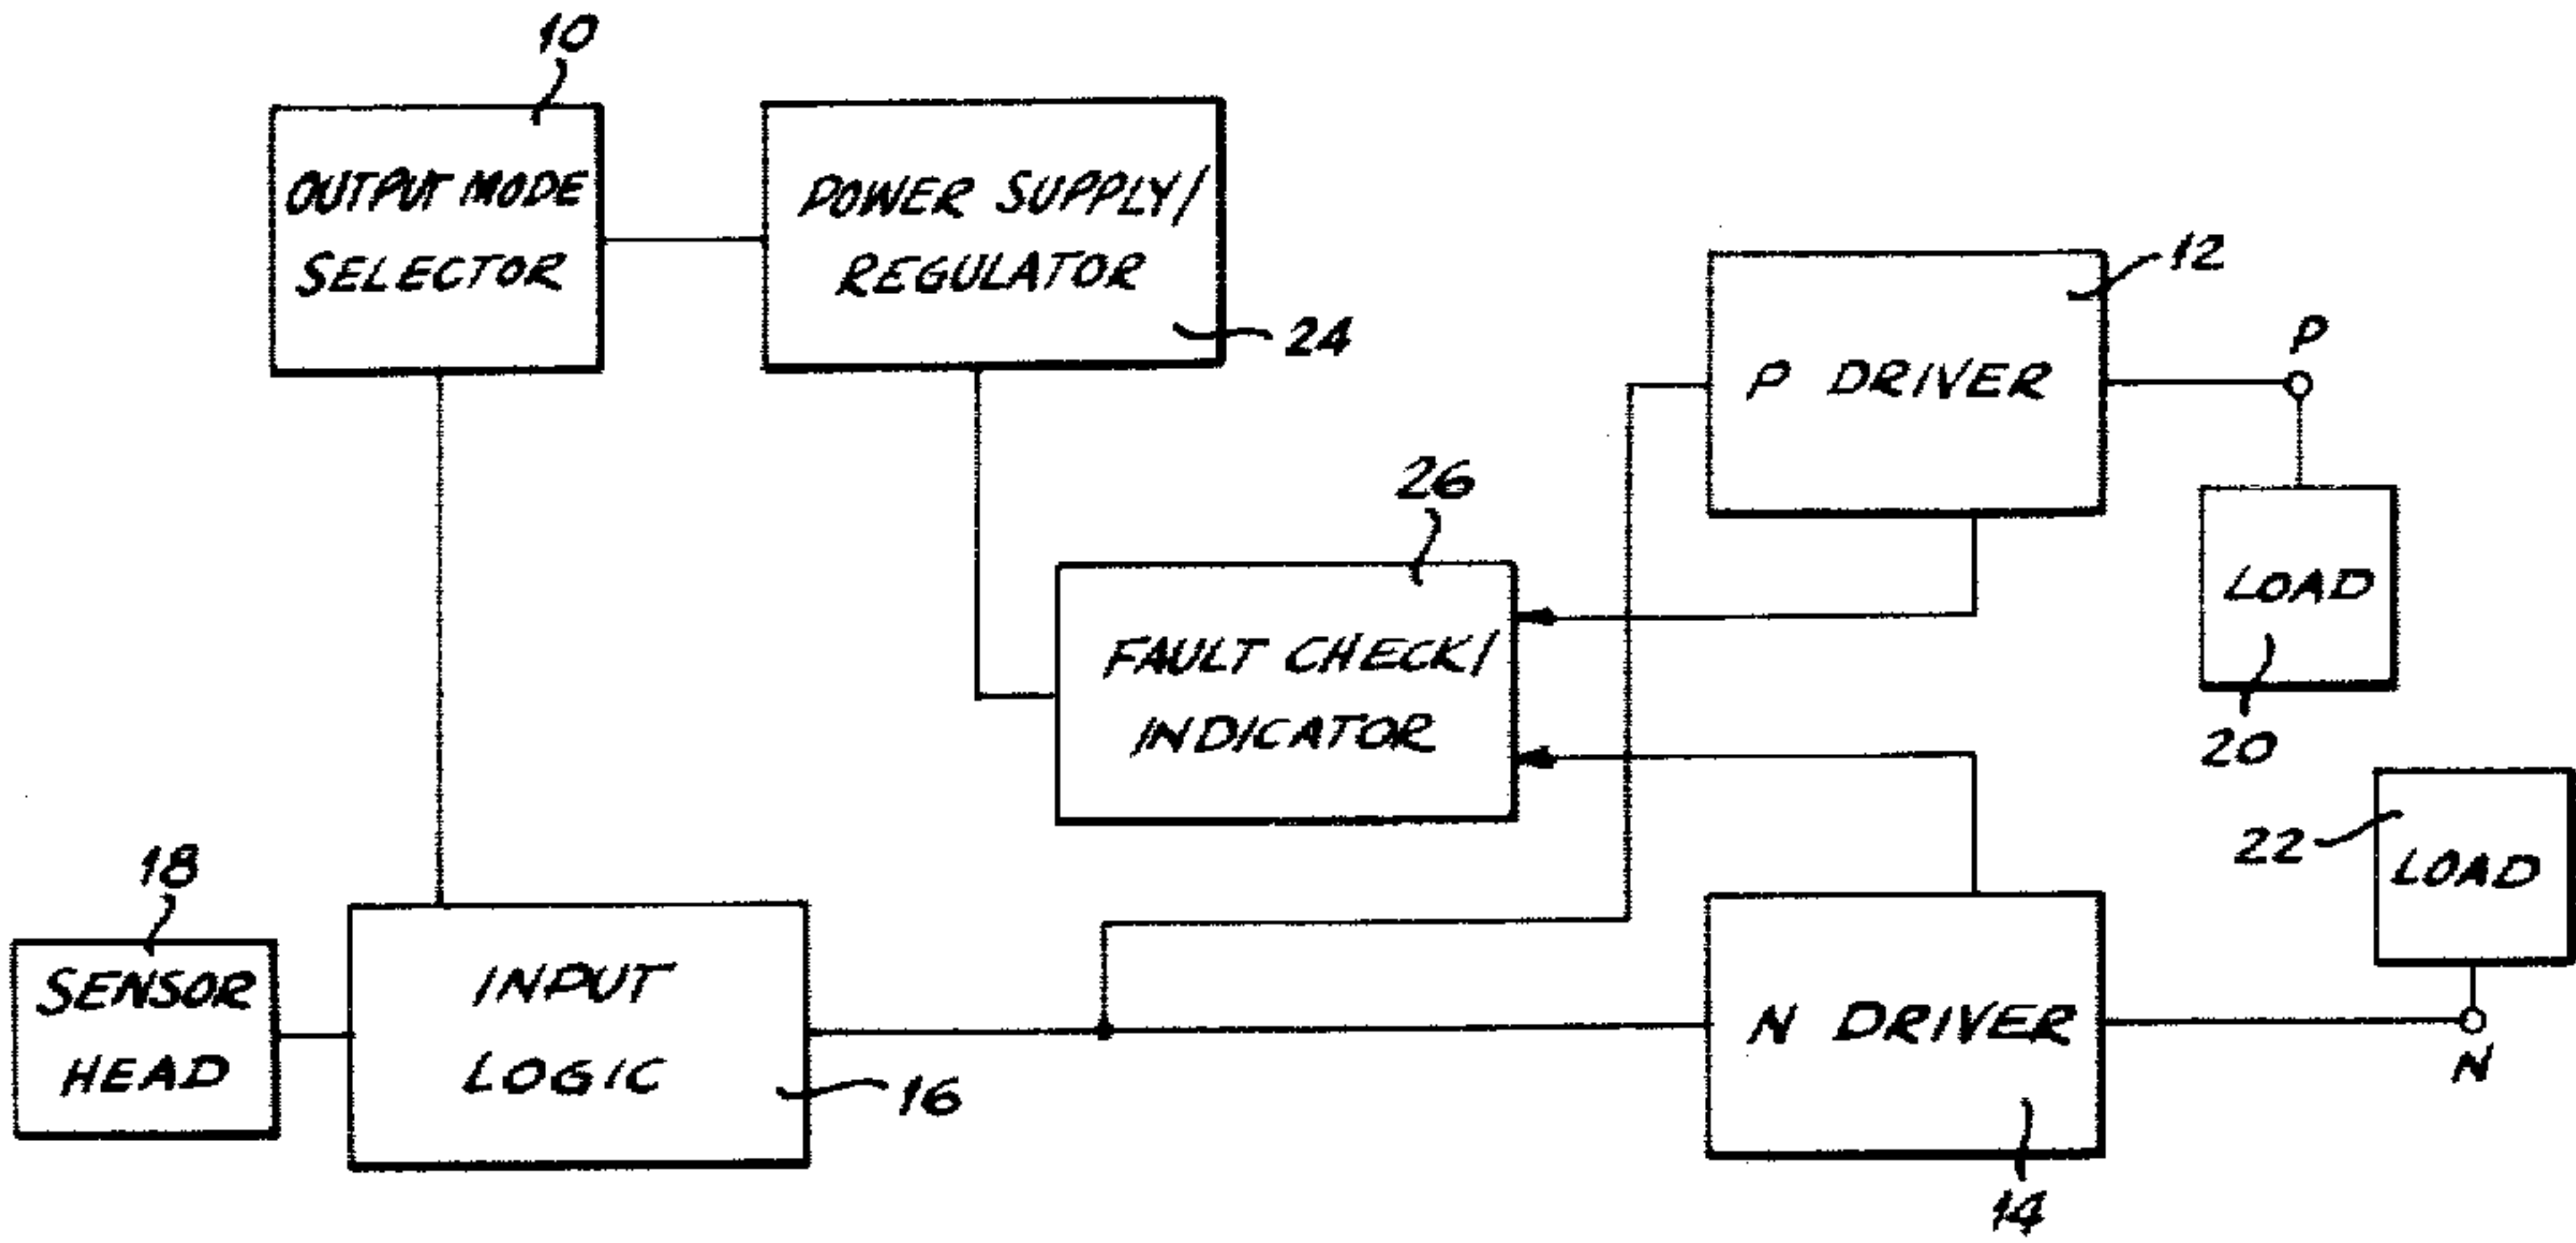 10
OUTPUT MODE
SELECTOR
POWER SUPPLY/
REGULATOR
24
12
P DRIVER
P
LOAD
20
26
FAULT CHECK/
INDICATOR
22
LOAD
18
SENSOR
HEAD
INPUT
LOGIC
16
N DRIVER
N
14